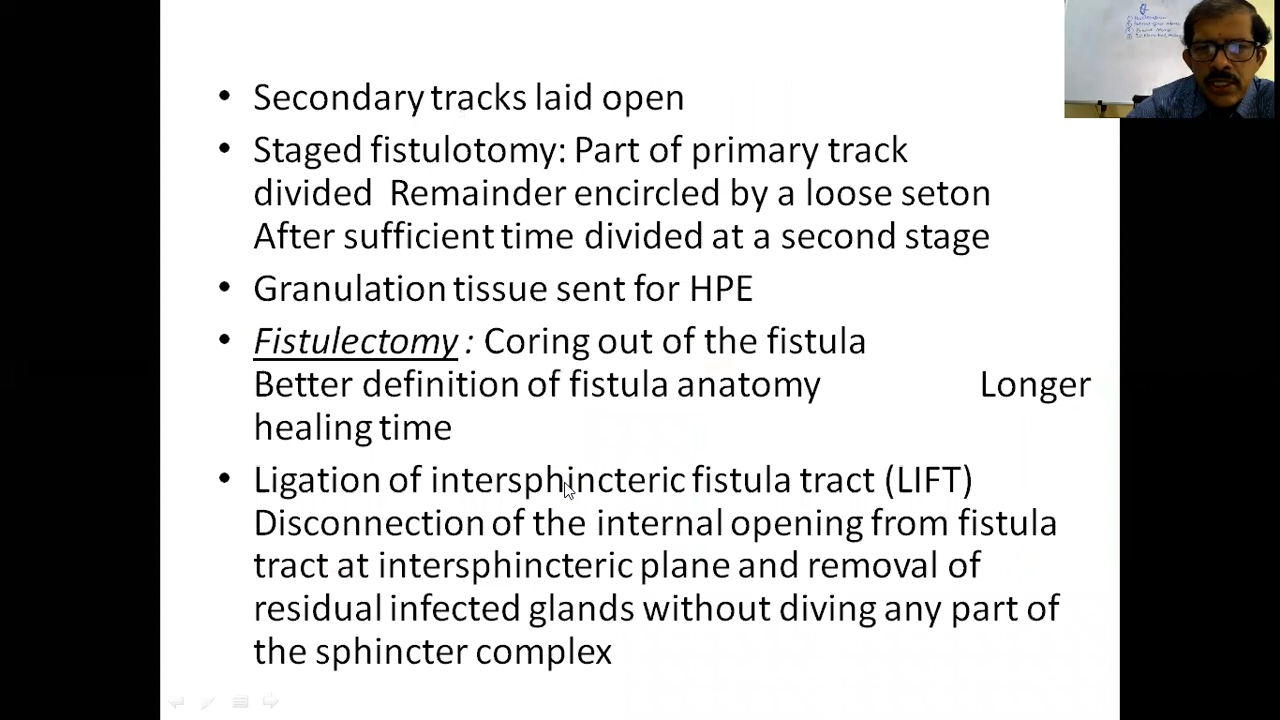 • Secondary tracks laid open
• Staged fistulotomy: Part of primary track
divided Remainder encircled by a loose seton
After sufficient time divided at a second stage
• Granulation tissue sent for HPE
• Fistulectomy : Coring out of the fistula
Better definition of fistula anatomy Longer
healing time
• Ligation of intersphincteric fistula tract (LIFT)
Disconnection of the internal opening from fistula
tract at intersphincteric plane and removal of
residual infected glands without diving any part of
the sphincter complex